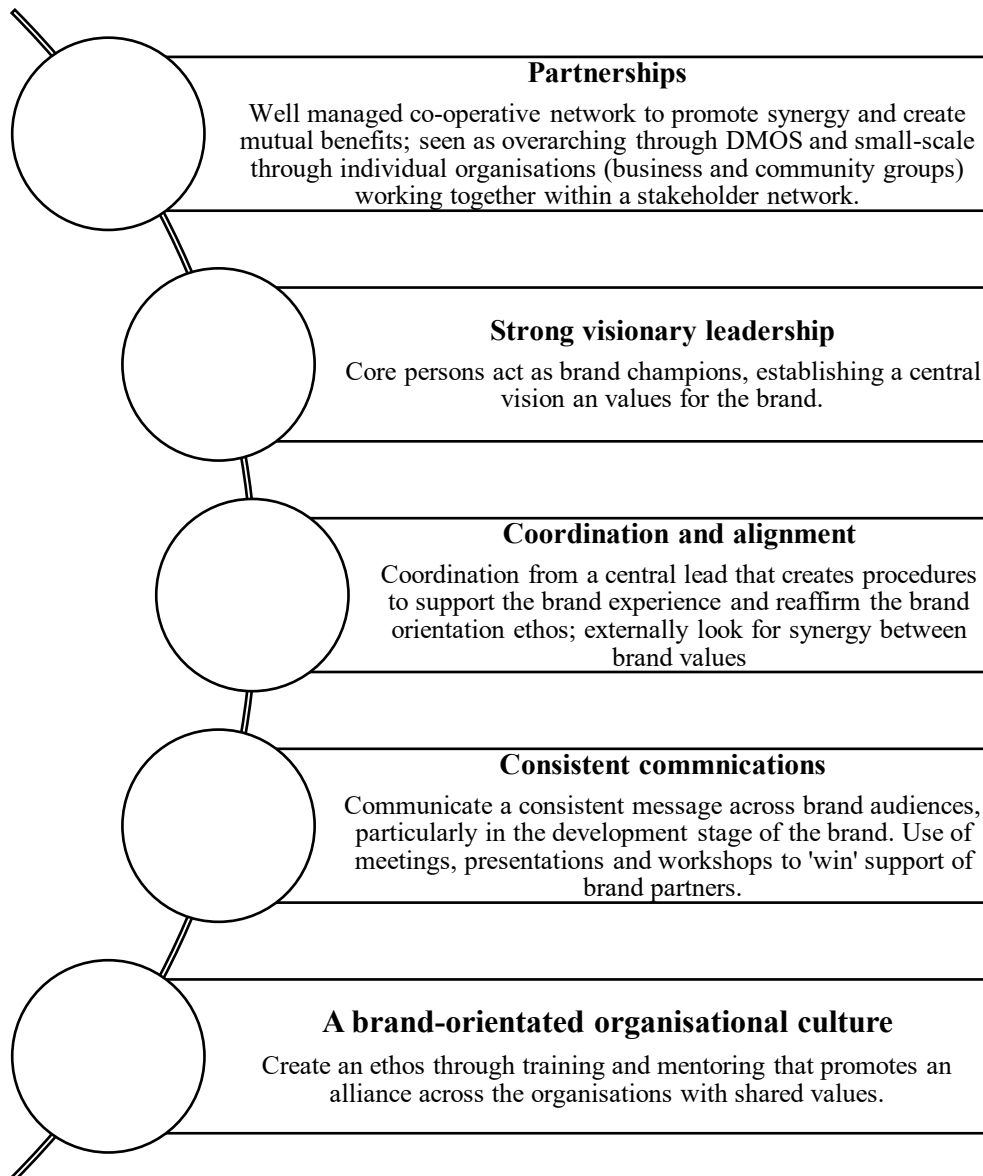 Partnerships
Well managed co-operative network to promote synergy and create
mutual benefits; seen as overarching through DMOS and small-scale
through individual organisations (business and community groups)
working together within a stakeholder network.
Strong visionary leadership
Core persons act as brand champions, establishing a central
vision an values for the brand.
Coordination and alignment
Coordination from a central lead that creates procedures
to support the brand experience and reaffirm the brand
orientation ethos; externally look for synergy between
brand values
Consistent commnications
Communicate a consistent message across brand audiences,
particularly in the development stage of the brand. Use of
meetings, presentations and workshops to 'win' support of
brand partners.
A brand-orientated organisational culture
Create an ethos through training and mentoring that promotes an
alliance across the organisations with shared values.